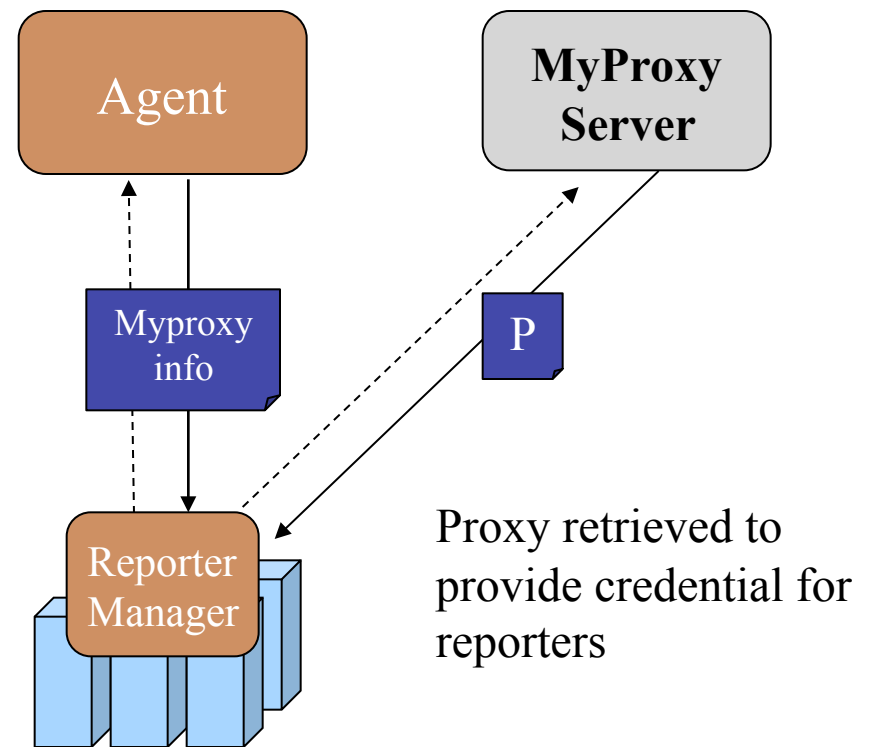 Agent
MyProxy
Server
Myproxy
info
P
Reporter
Manager
Proxy retrieved to
provide credential for
reporters